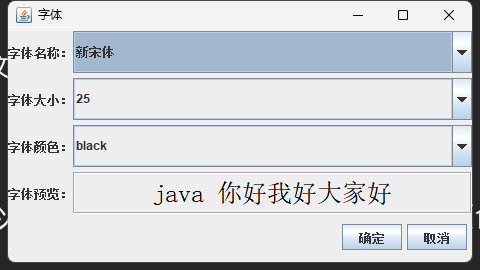 字体
字体名称: 新宋体
字体大小: 25
字体颜色: black
字体预览: java 你好我好大家好
确定 取消